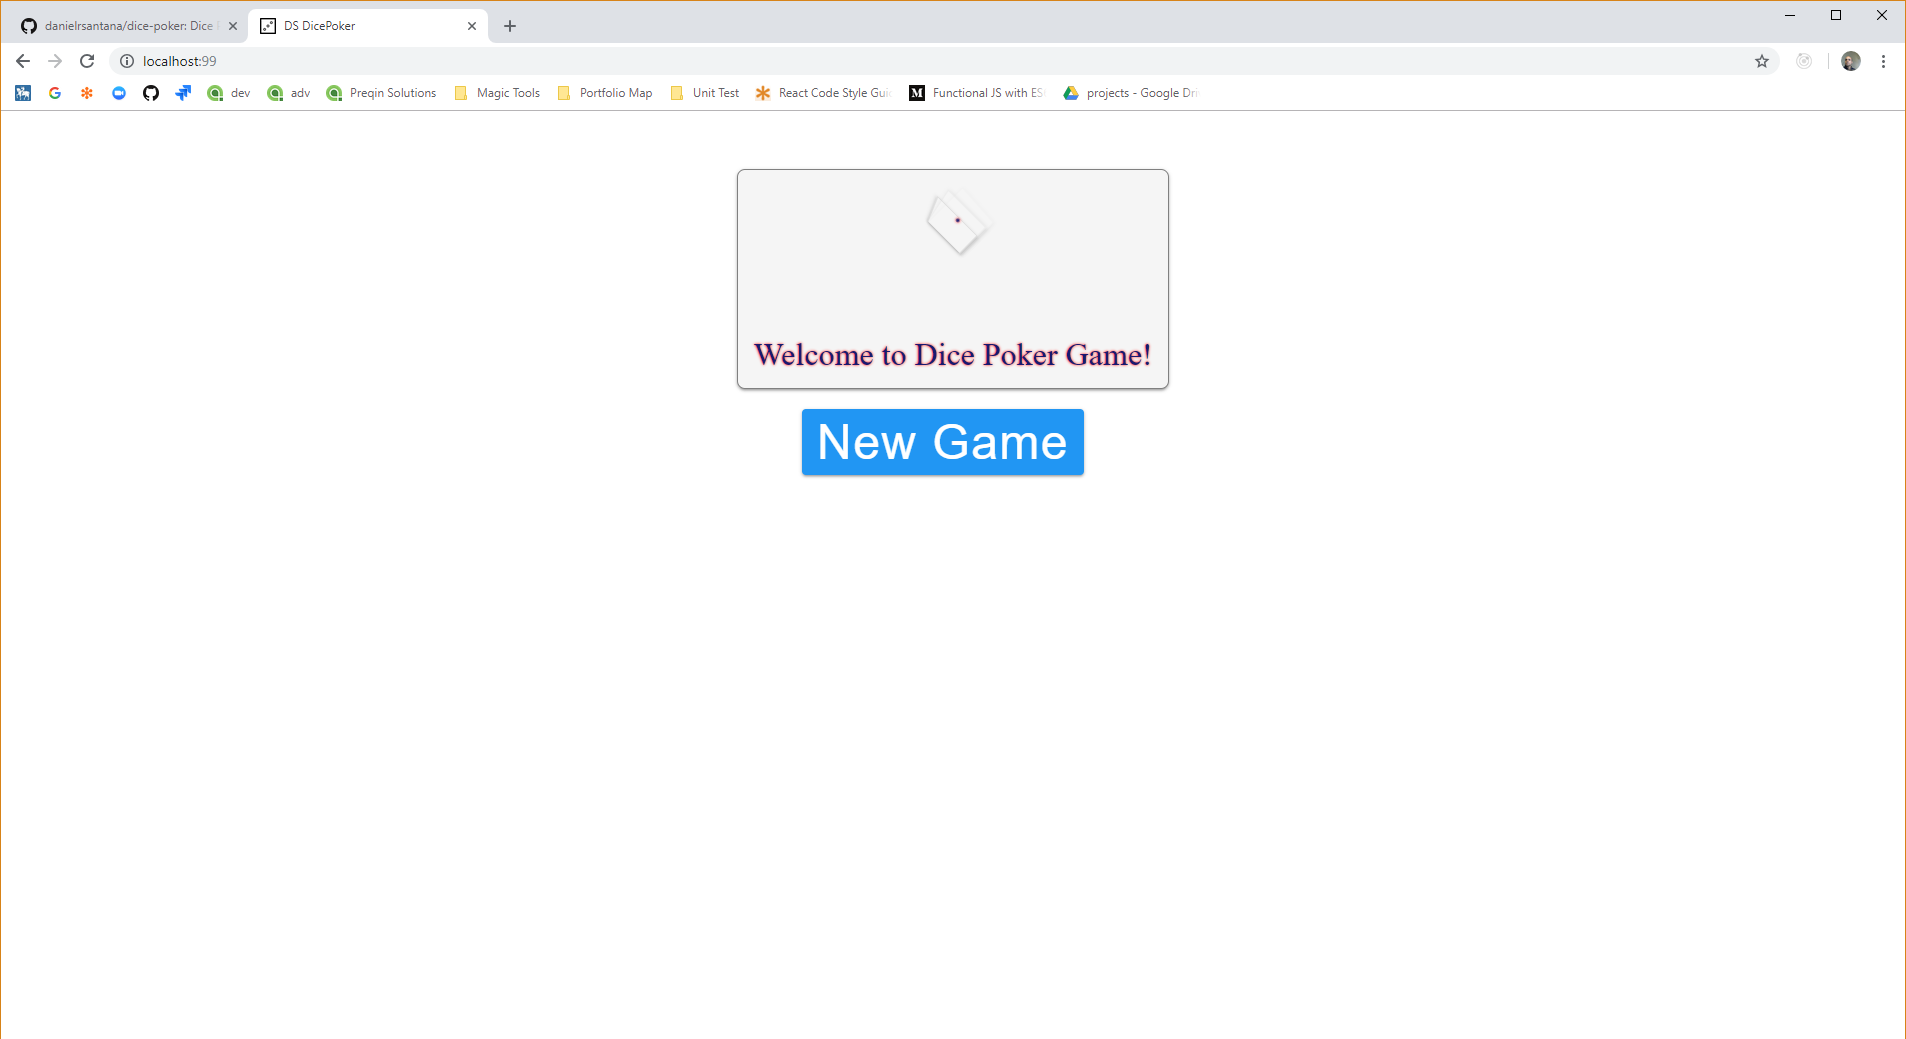 danielrsantana/dice-poker: Dice
DS DicePoker
localhost:99
dev
adv
Preqin Solutions
Magic Tools
Portfolio Map
Unit Test
React Code Style Gui
M
Functional JS with ES
projects - Google Dri
Welcome to Dice Poker Game!
New Game